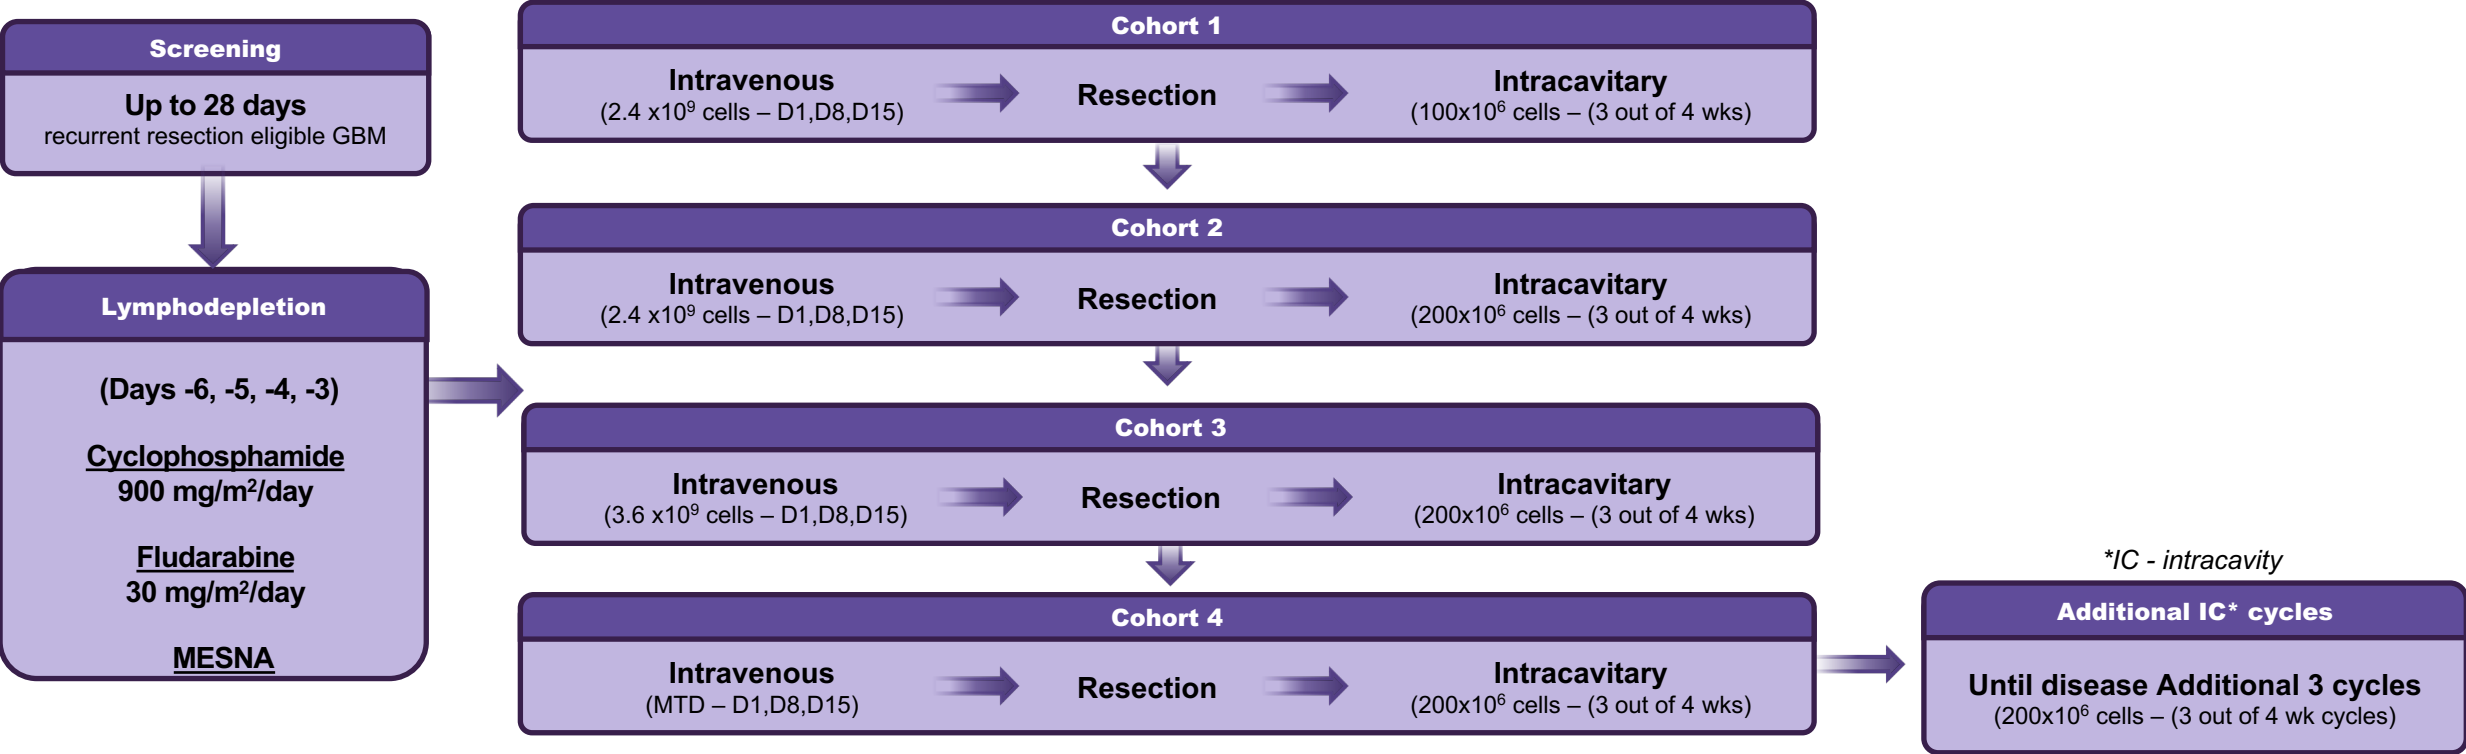 Screening
Up to 28 days
recurrent resection eligible GBM
Lymphodepletion
(Days -6, -5, -4, -3)
Cyclophosphamide
900 mg/m²/day
Fludarabine
30 mg/m²/day
MESNA
Cohort 1
Intravenous
(2.4 x10⁹ cells – D1,D8,D15)
Resection
Intracavitary
(100x10⁶ cells – (3 out of 4 wks)
Cohort 2
Intravenous
(2.4 x10⁹ cells – D1,D8,D15)
Resection
Intracavitary
(200x10⁶ cells – (3 out of 4 wks)
Cohort 3
Intravenous
(3.6 x10⁹ cells – D1,D8,D15)
Resection
Intracavitary
(200x10⁶ cells – (3 out of 4 wks)
Cohort 4
Intravenous
(MTD – D1,D8,D15)
Resection
Intracavitary
(200x10⁶ cells – (3 out of 4 wks)
*IC - intracavity
Additional IC* cycles
Until disease Additional 3 cycles
(200x10⁶ cells – (3 out of 4 wk cycles)